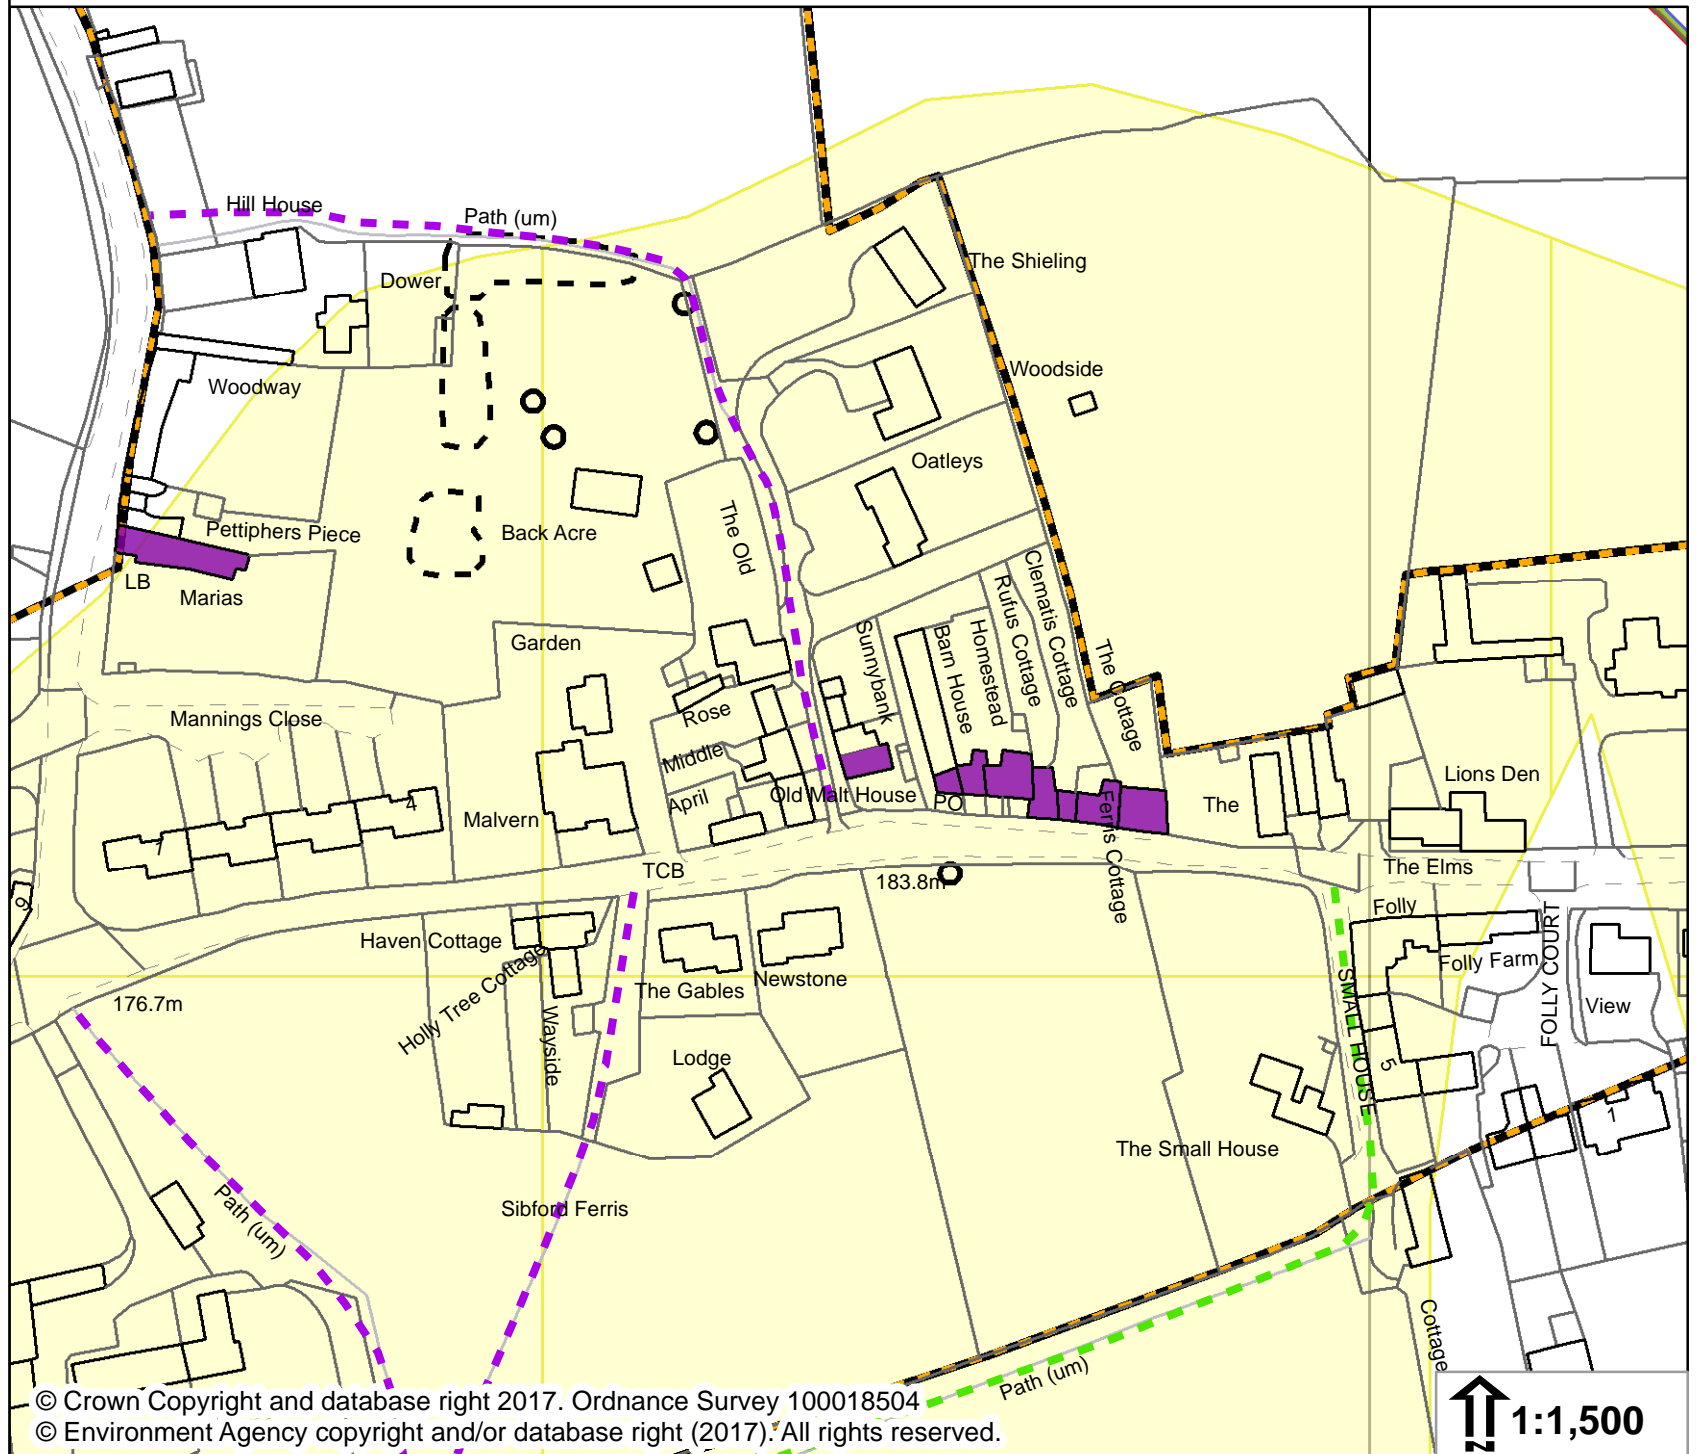 Hill House
Path (um)
Dower
The Shieling
Woodside
Woodway
Oatleys
Pettiphers Piece
Back Acre
The Old
LB
Marias
Garden
Sunnybank
Barn House
Homestead
Rufus Cottage
Clematis Cottage
The Cottage
Mannings Close
Rose
Middle
April
Old Malt House
PO
Ferris Cottage
The
Lions Den
4
1
Malvern
TCB
183.8m
The Elms
9
Haven Cottage
Holly Tree Cottage
Wayside
The Gables
Newstone
Folly
Folly Farm
FOLLY COURT
View
SMALL HOUSE
5
176.7m
Lodge
1
The Small House
Path (um)
Sibford Ferris
Cottage
Path (um)
© Crown Copyright and database right 2017. Ordnance Survey 100018504
© Environment Agency copyright and/or database right (2017). All rights reserved.
N
1:1,500